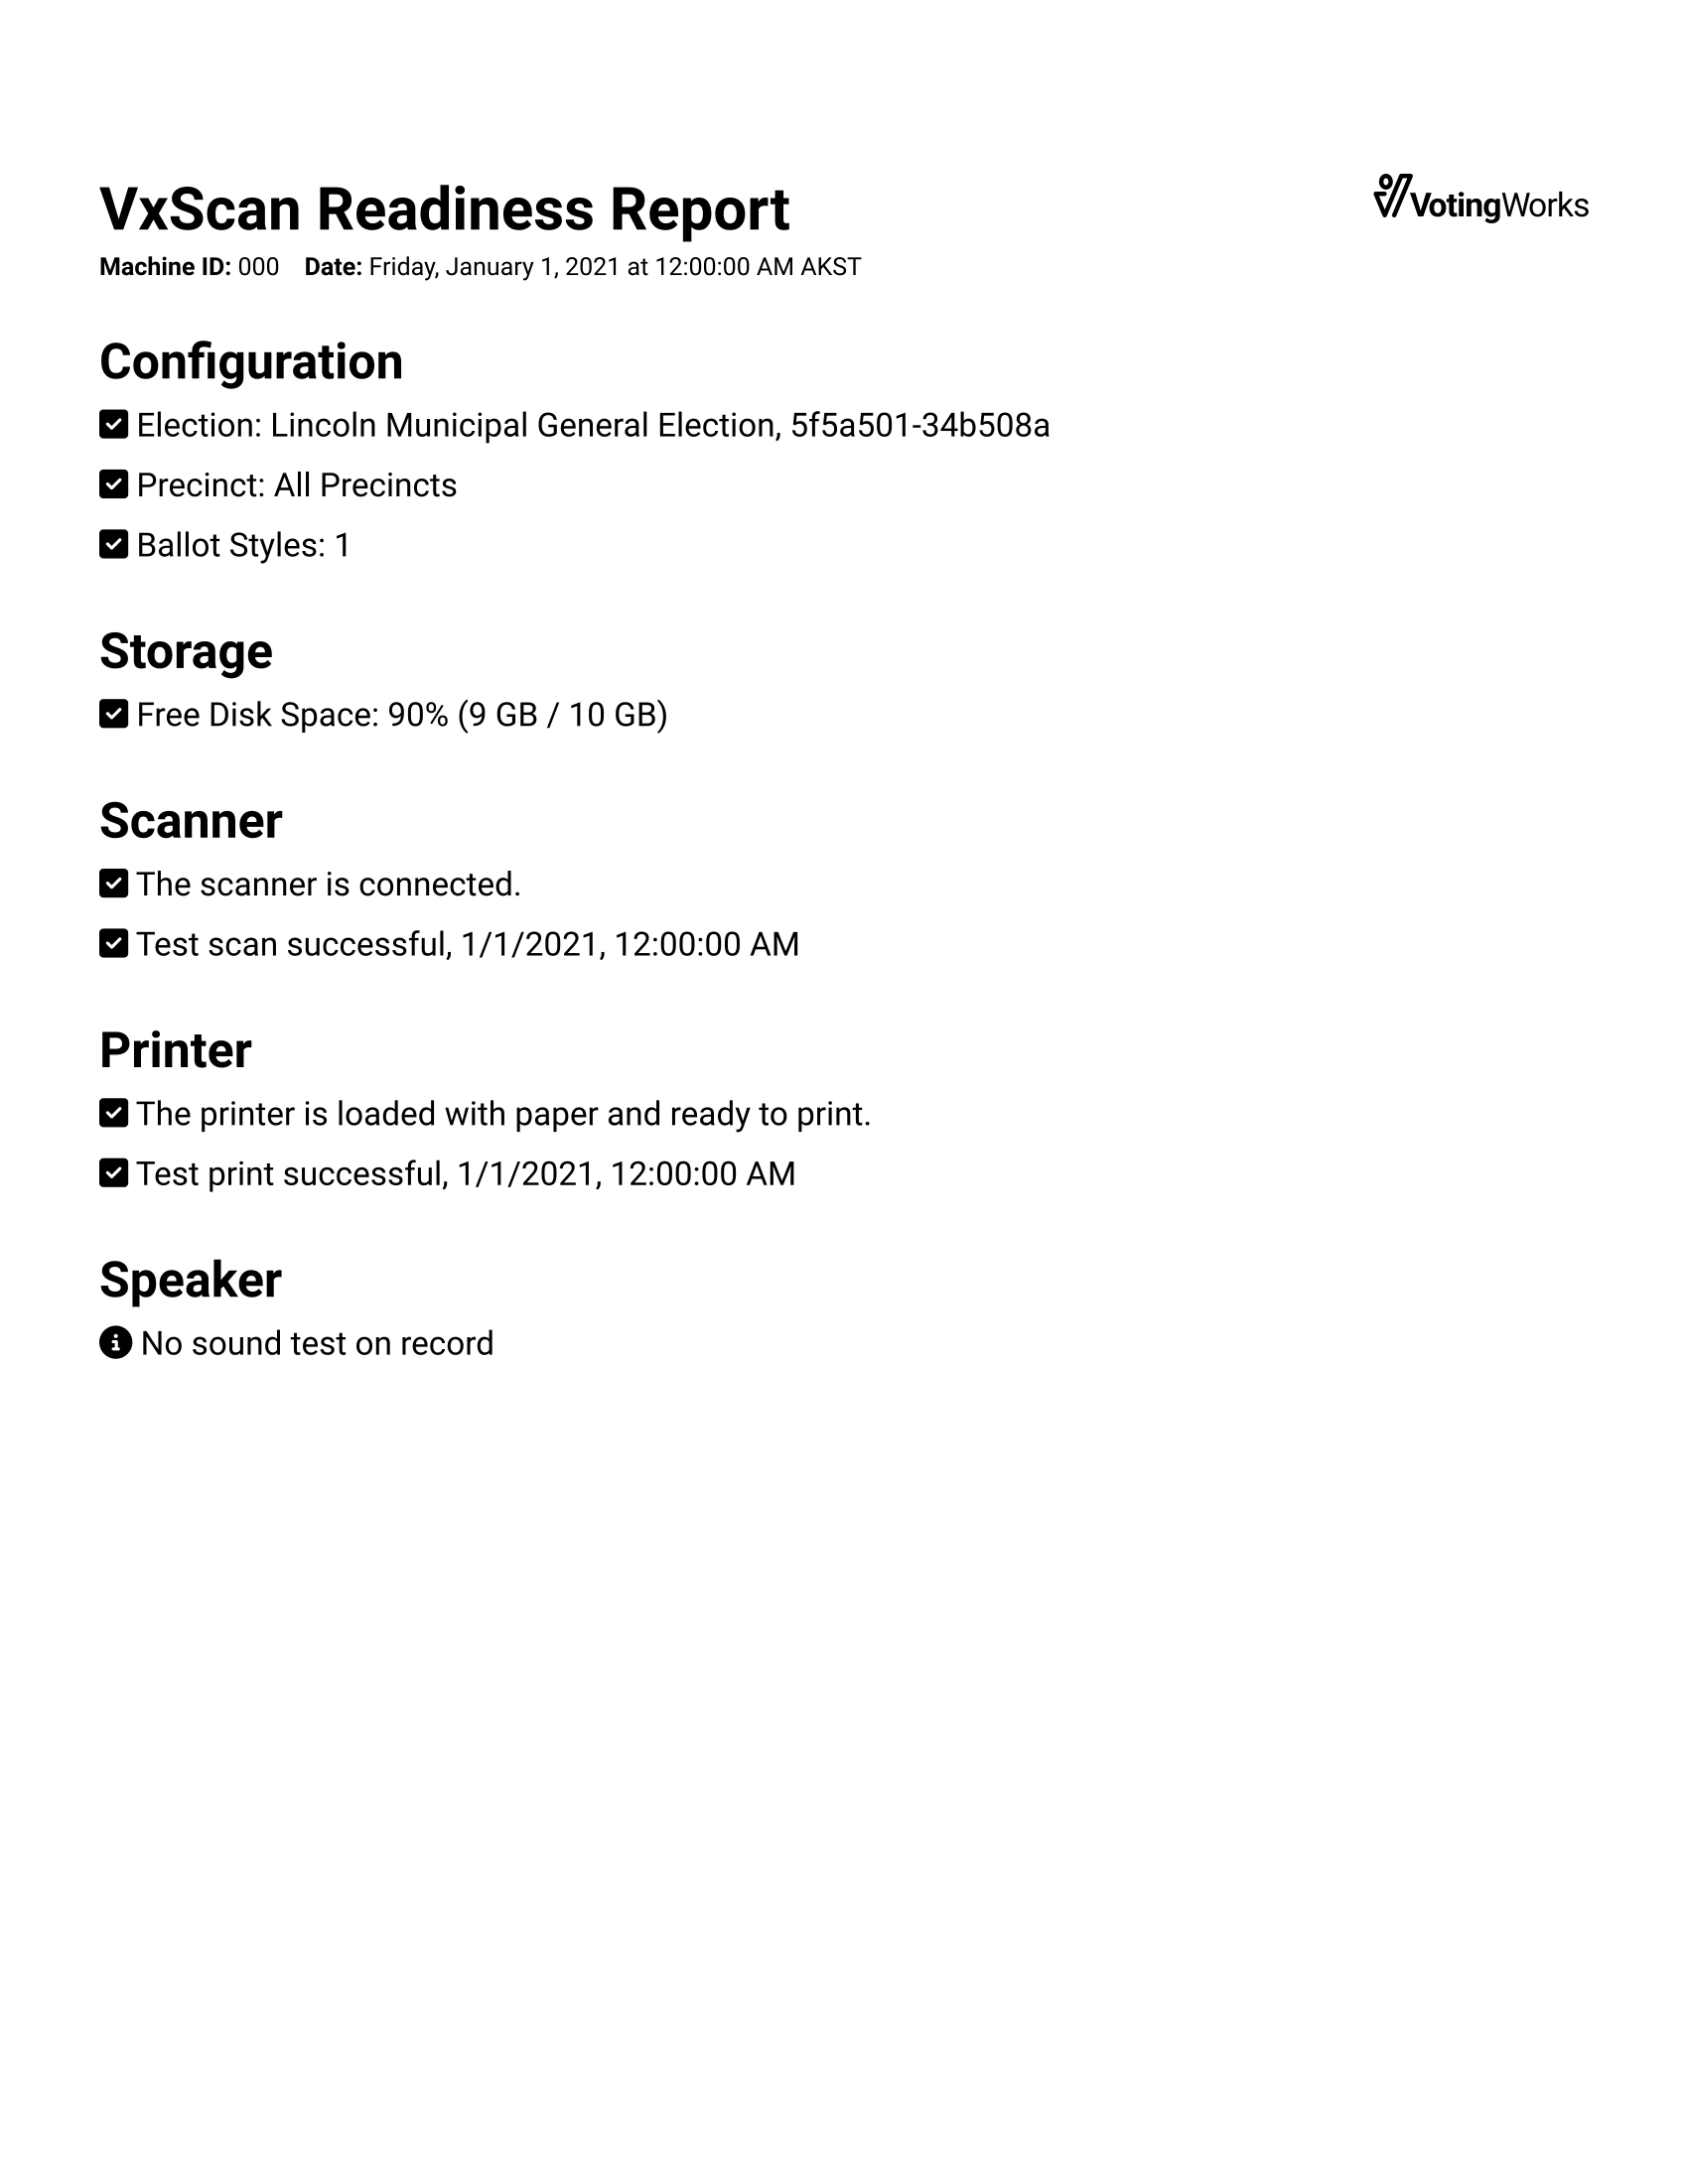 VxScan Readiness Report
VotingWorks
Machine ID: 000 Date: Friday, January 1, 2021 at 12:00:00 AM AKST
Configuration
Election: Lincoln Municipal General Election, 5f5a501-34b508a
Precinct: All Precincts
Ballot Styles: 1
Storage
Free Disk Space: 90% (9 GB / 10 GB)
Scanner
The scanner is connected.
Test scan successful, 1/1/2021, 12:00:00 AM
Printer
The printer is loaded with paper and ready to print.
Test print successful, 1/1/2021, 12:00:00 AM
Speaker
No sound test on record